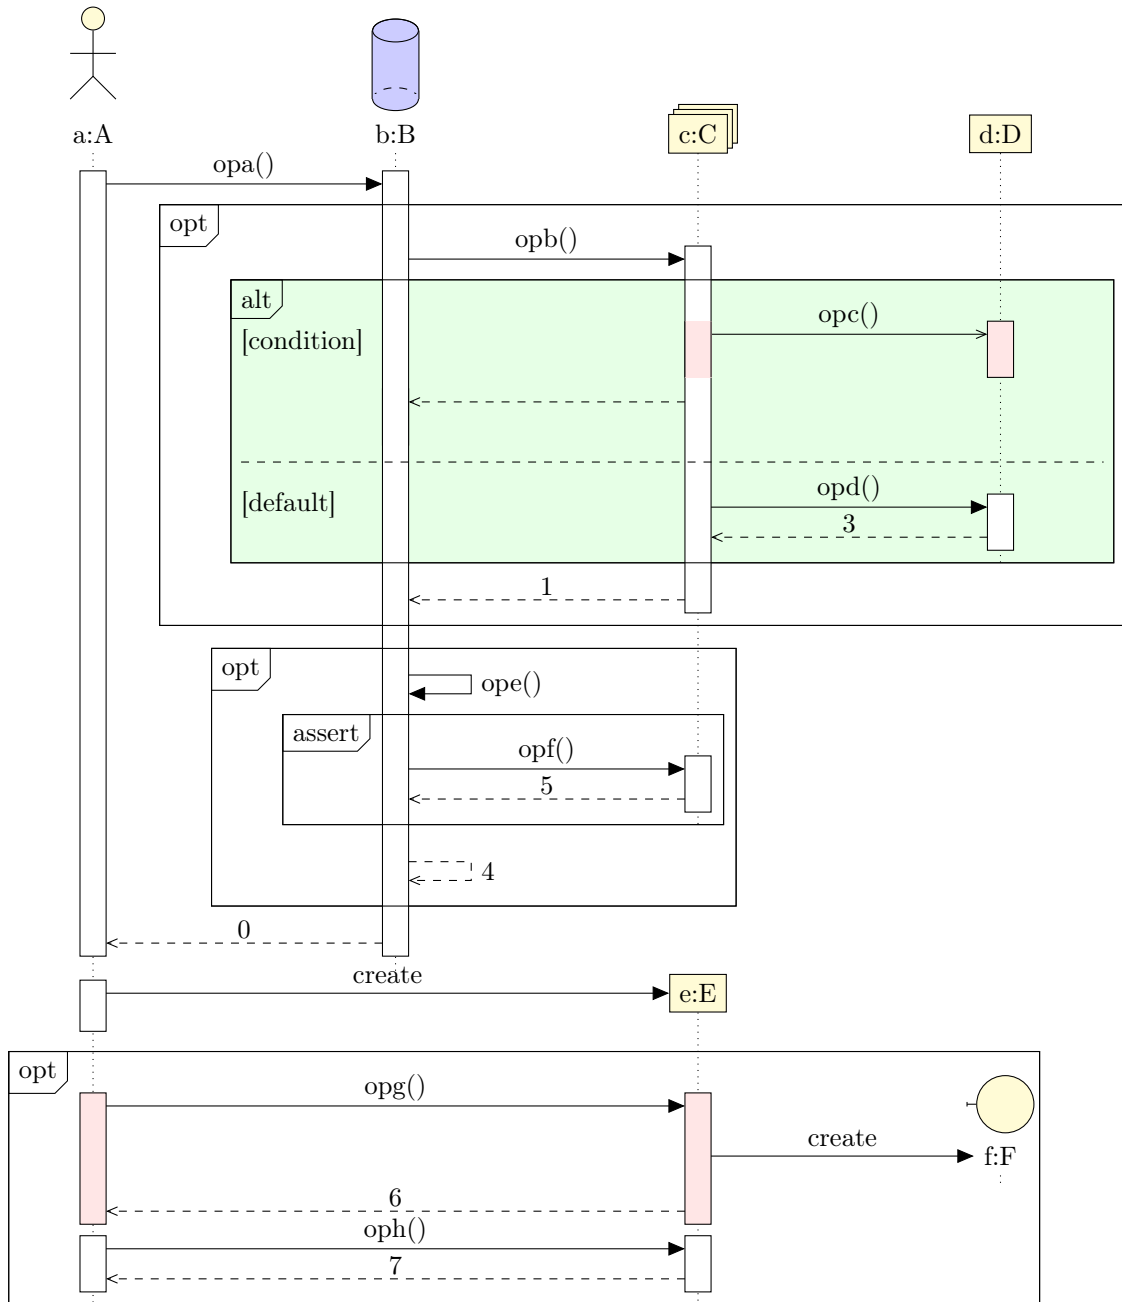 a:A
b:B
c:C
d:D
opa()
opt
opb()
alt
opc()
[condition]
opd()
[default]
3
1
opt
ope()
assert
opf()
5
4
0
create
e:E
opt
opg()
create
f:F
6
oph()
7